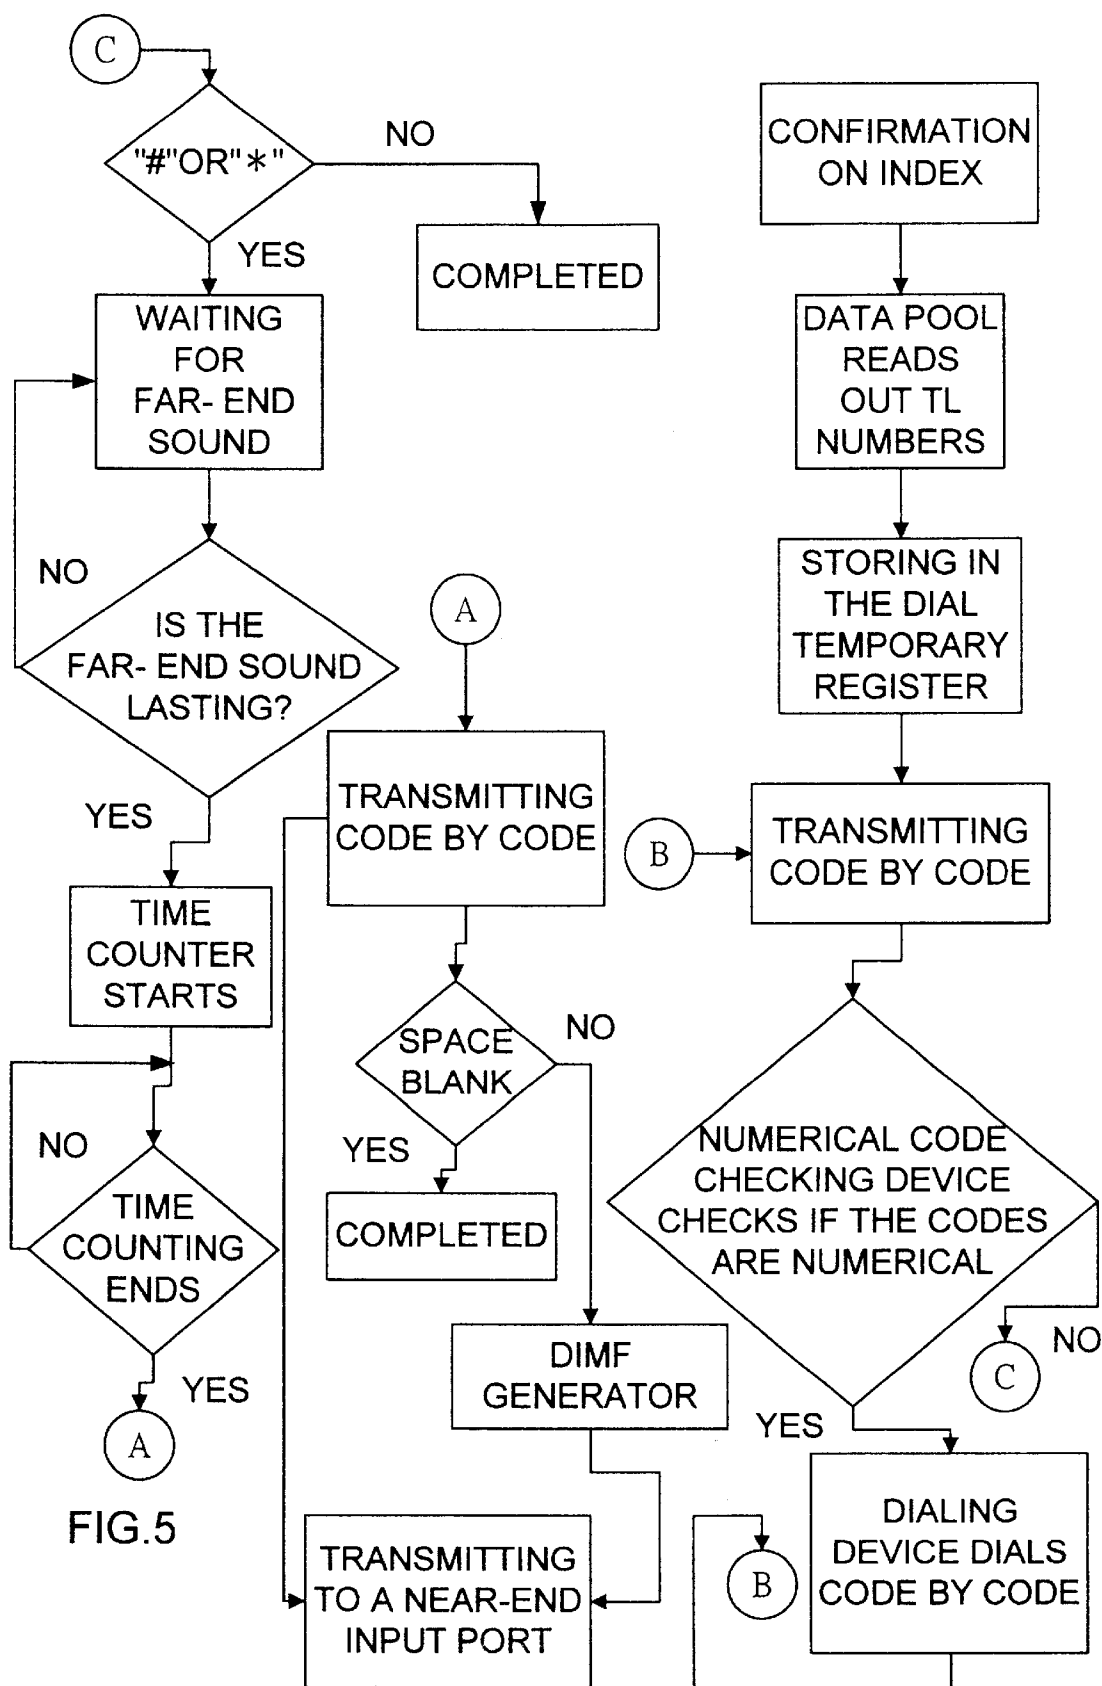 C
"#"OR"*"
NO
YES
COMPLETED
WAITING
FOR
FAR- END
SOUND
NO
IS THE
FAR- END SOUND
LASTING?
YES
TIME
COUNTER
STARTS
NO
TIME
COUNTING
ENDS
YES
A
FIG.5
A
TRANSMITTING
CODE BY CODE
SPACE
BLANK
NO
YES
COMPLETED
DIMF
GENERATOR
TRANSMITTING
TO A NEAR-END
INPUT PORT
CONFIRMATION
ON INDEX
DATA POOL
READS
OUT TL
NUMBERS
STORING IN
THE DIAL
TEMPORARY
REGISTER
B
TRANSMITTING
CODE BY CODE
NUMERICAL CODE
CHECKING DEVICE
CHECKS IF THE CODES
ARE NUMERICAL
NO
C
YES
DIALING
DEVICE DIALS
CODE BY CODE
B